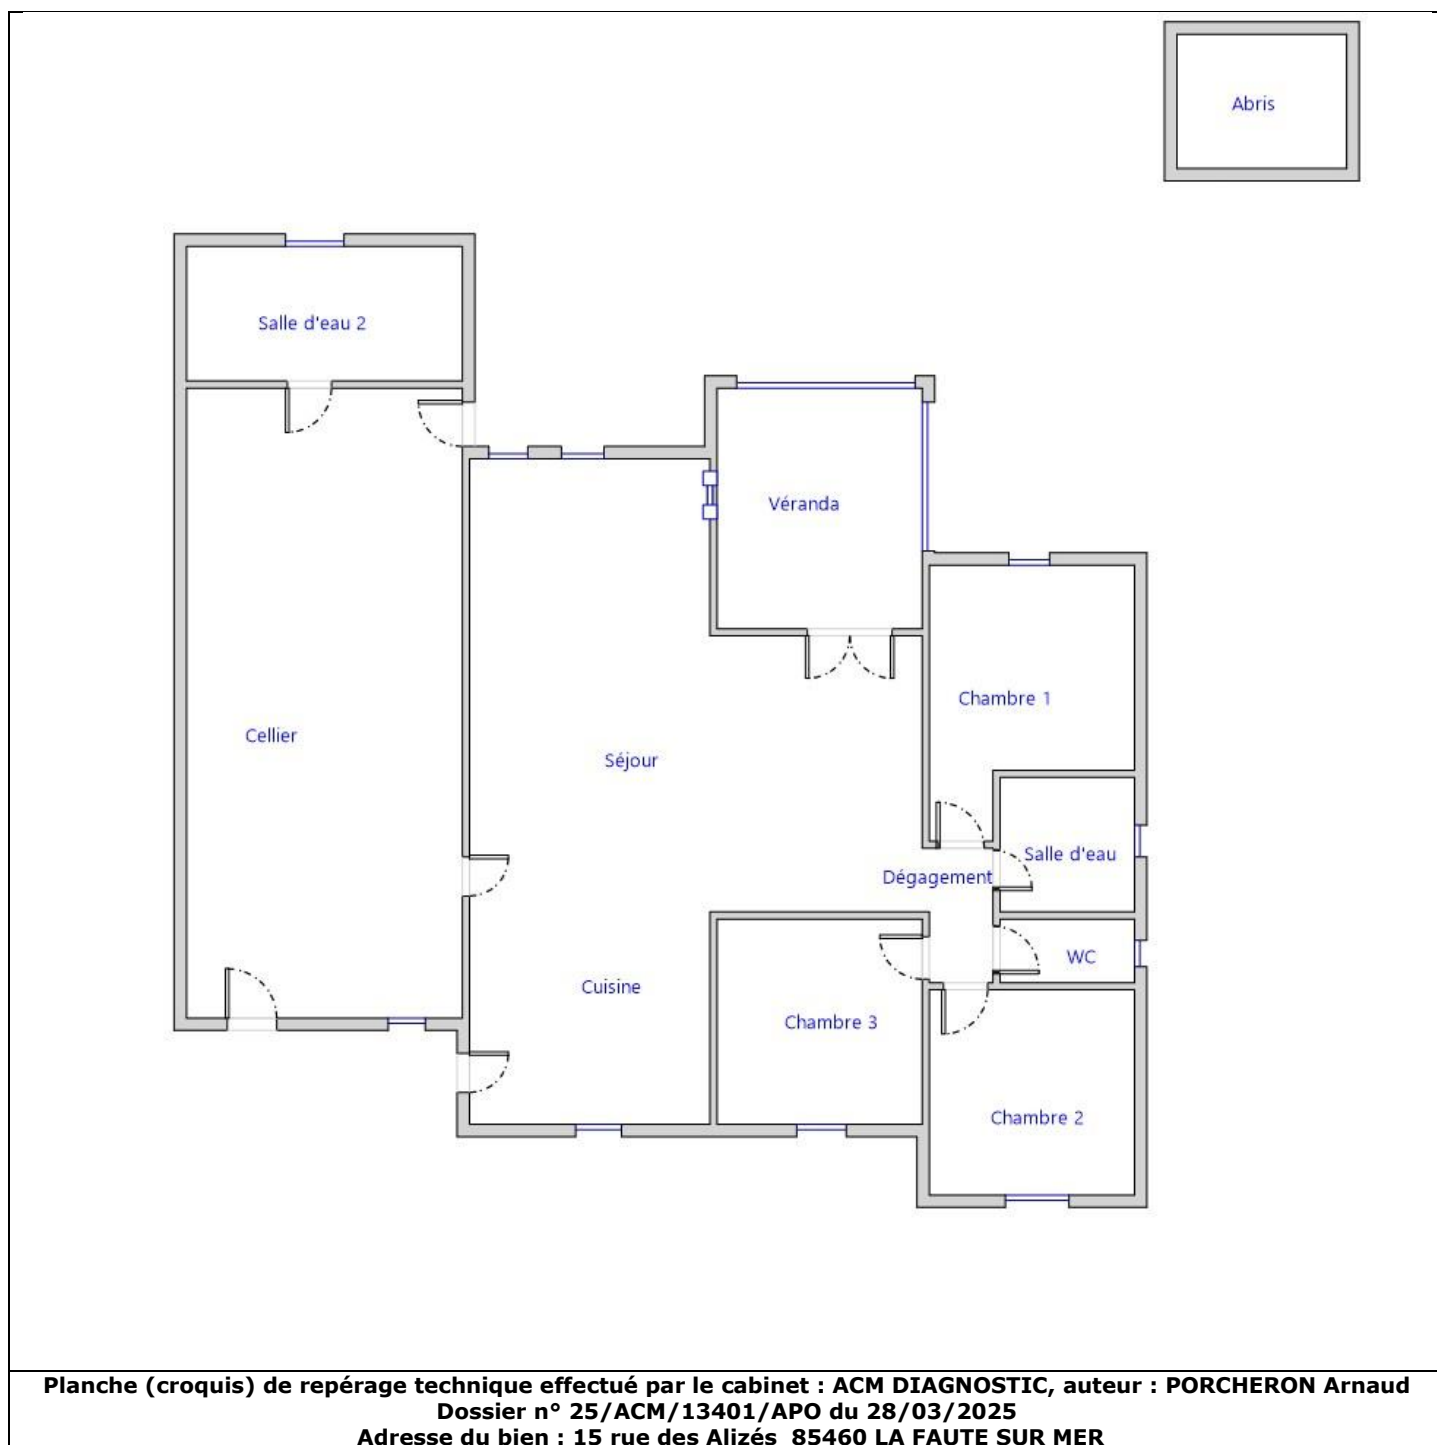 Abris
Salle d'eau 2
Véranda
Chambre 1
Cellier
Séjour
Salle d'eau
Dégagement
WC
Cuisine
Chambre 3
Chambre 2
Planche (croquis) de repérage technique effectué par le cabinet : ACM DIAGNOSTIC, auteur : PORCHERON Arnaud
Dossier n° 25/ACM/13401/APO du 28/03/2025
Adresse du bien : 15 rue des Alizés 85460 LA FAUTE SUR MER